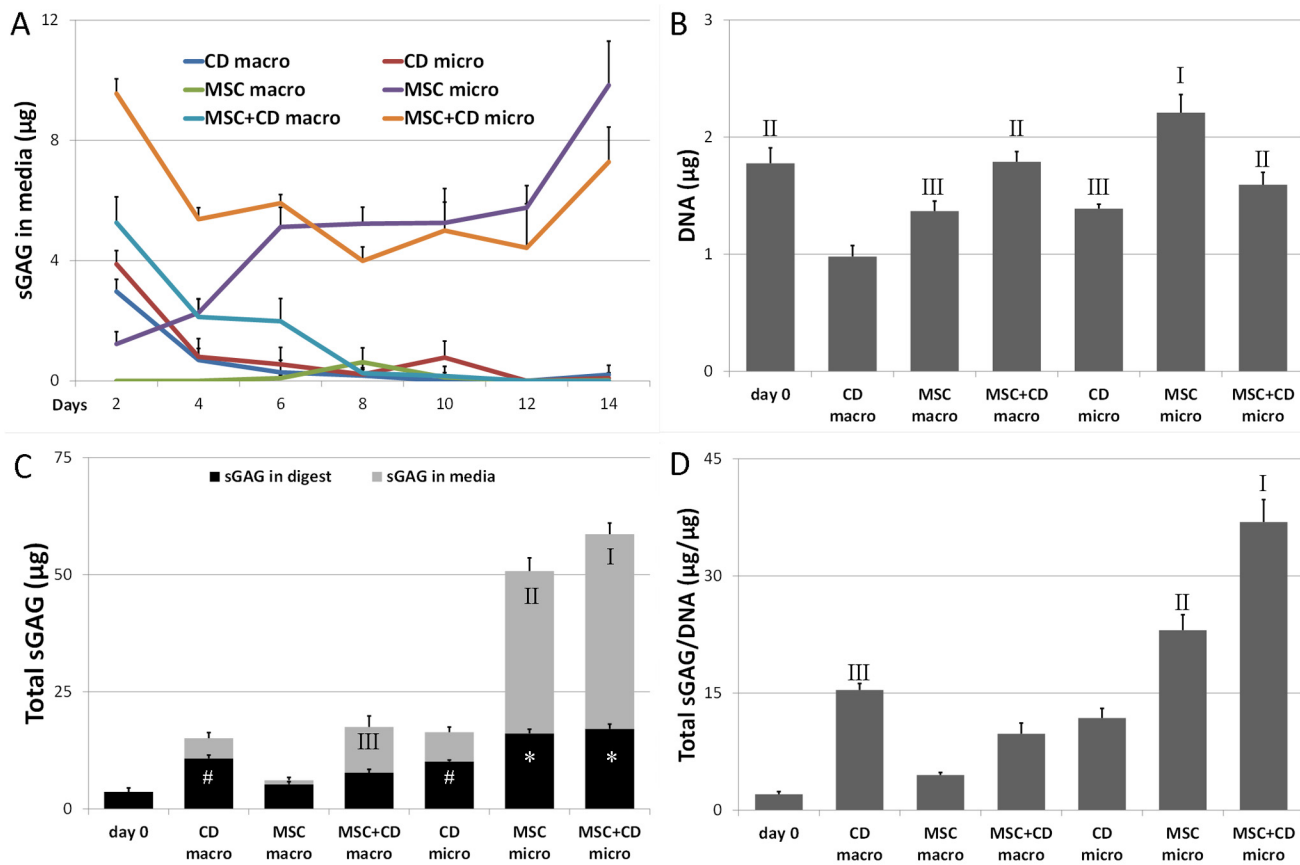 A
sGAG in media (µg)
12
8
4
0
CD macro
CD micro
MSC macro
MSC micro
MSC+CD macro
MSC+CD micro
Days 2 4 6 8 10 12 14
B
DNA (µg)
3
2
1
0
II
III
II
III
I
II
day 0
CD macro
MSC macro
MSC+CD macro
CD micro
MSC micro
MSC+CD micro
C
Total sGAG (µg)
75
50
25
0
sGAG in digest
sGAG in media
#
III
#
II
*
I
*
day 0
CD macro
MSC macro
MSC+CD macro
CD micro
MSC micro
MSC+CD micro
D
Total sGAG/DNA (µg/µg)
45
30
15
0
III
II
I
day 0
CD macro
MSC macro
MSC+CD macro
CD micro
MSC micro
MSC+CD micro